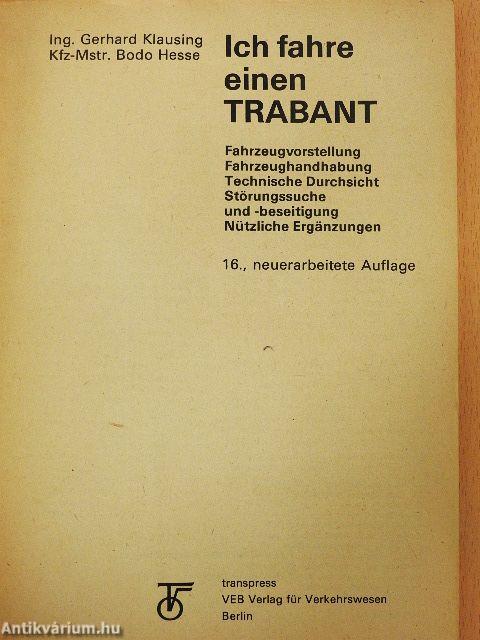 Ing. Gerhard Klausing
Kfz-Mstr. Bodo Hesse
Ich fahre
einen
TRABANT
Fahrzeugvorstellung
Fahrzeughandhabung
Technische Durchsicht
Störungssuche
und -beseitigung
Nützliche Ergänzungen
16., neuerarbeitete Auflage
transpress
VEB Verlag für Verkehrswesen
Berlin
Antikvárium.hu